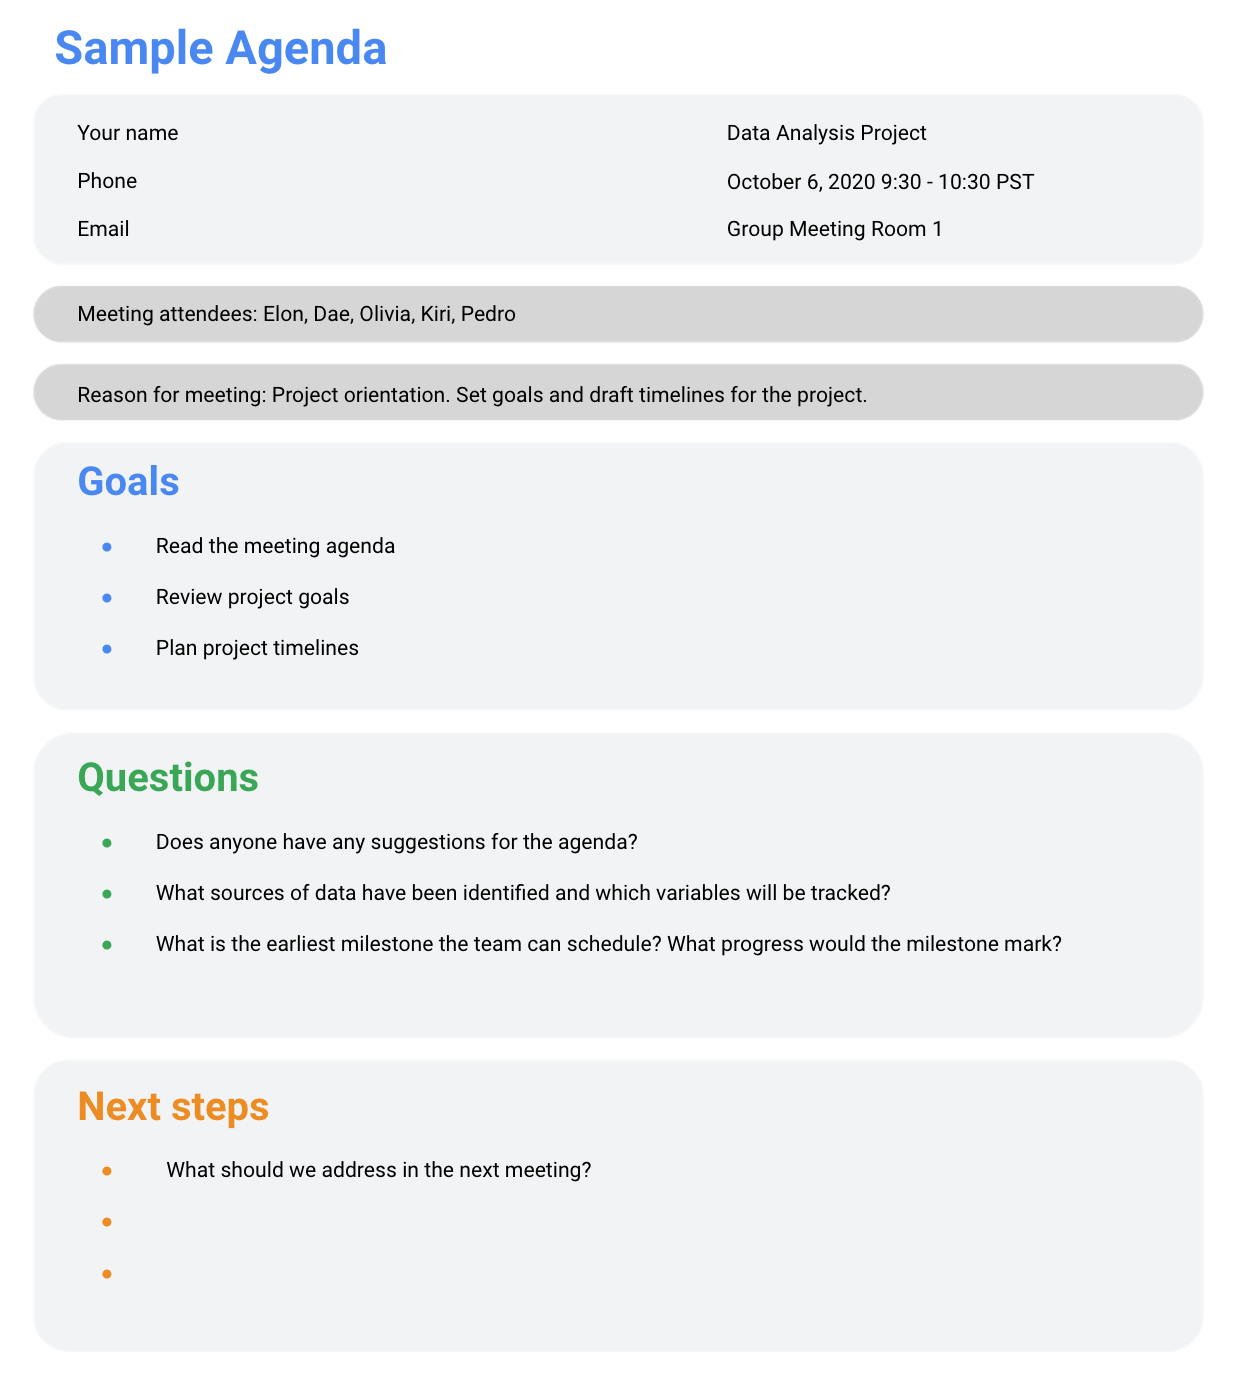 Sample Agenda
Your name
Data Analysis Project
Phone
October 6, 2020 9:30 - 10:30 PST
Email
Group Meeting Room 1
Meeting attendees: Elon, Dae, Olivia, Kiri, Pedro
Reason for meeting: Project orientation. Set goals and draft timelines for the project.
Goals
● Read the meeting agenda
● Review project goals
● Plan project timelines
Questions
● Does anyone have any suggestions for the agenda?
● What sources of data have been identified and which variables will be tracked?
● What is the earliest milestone the team can schedule? What progress would the milestone mark?
Next steps
● What should we address in the next meeting?
●
●